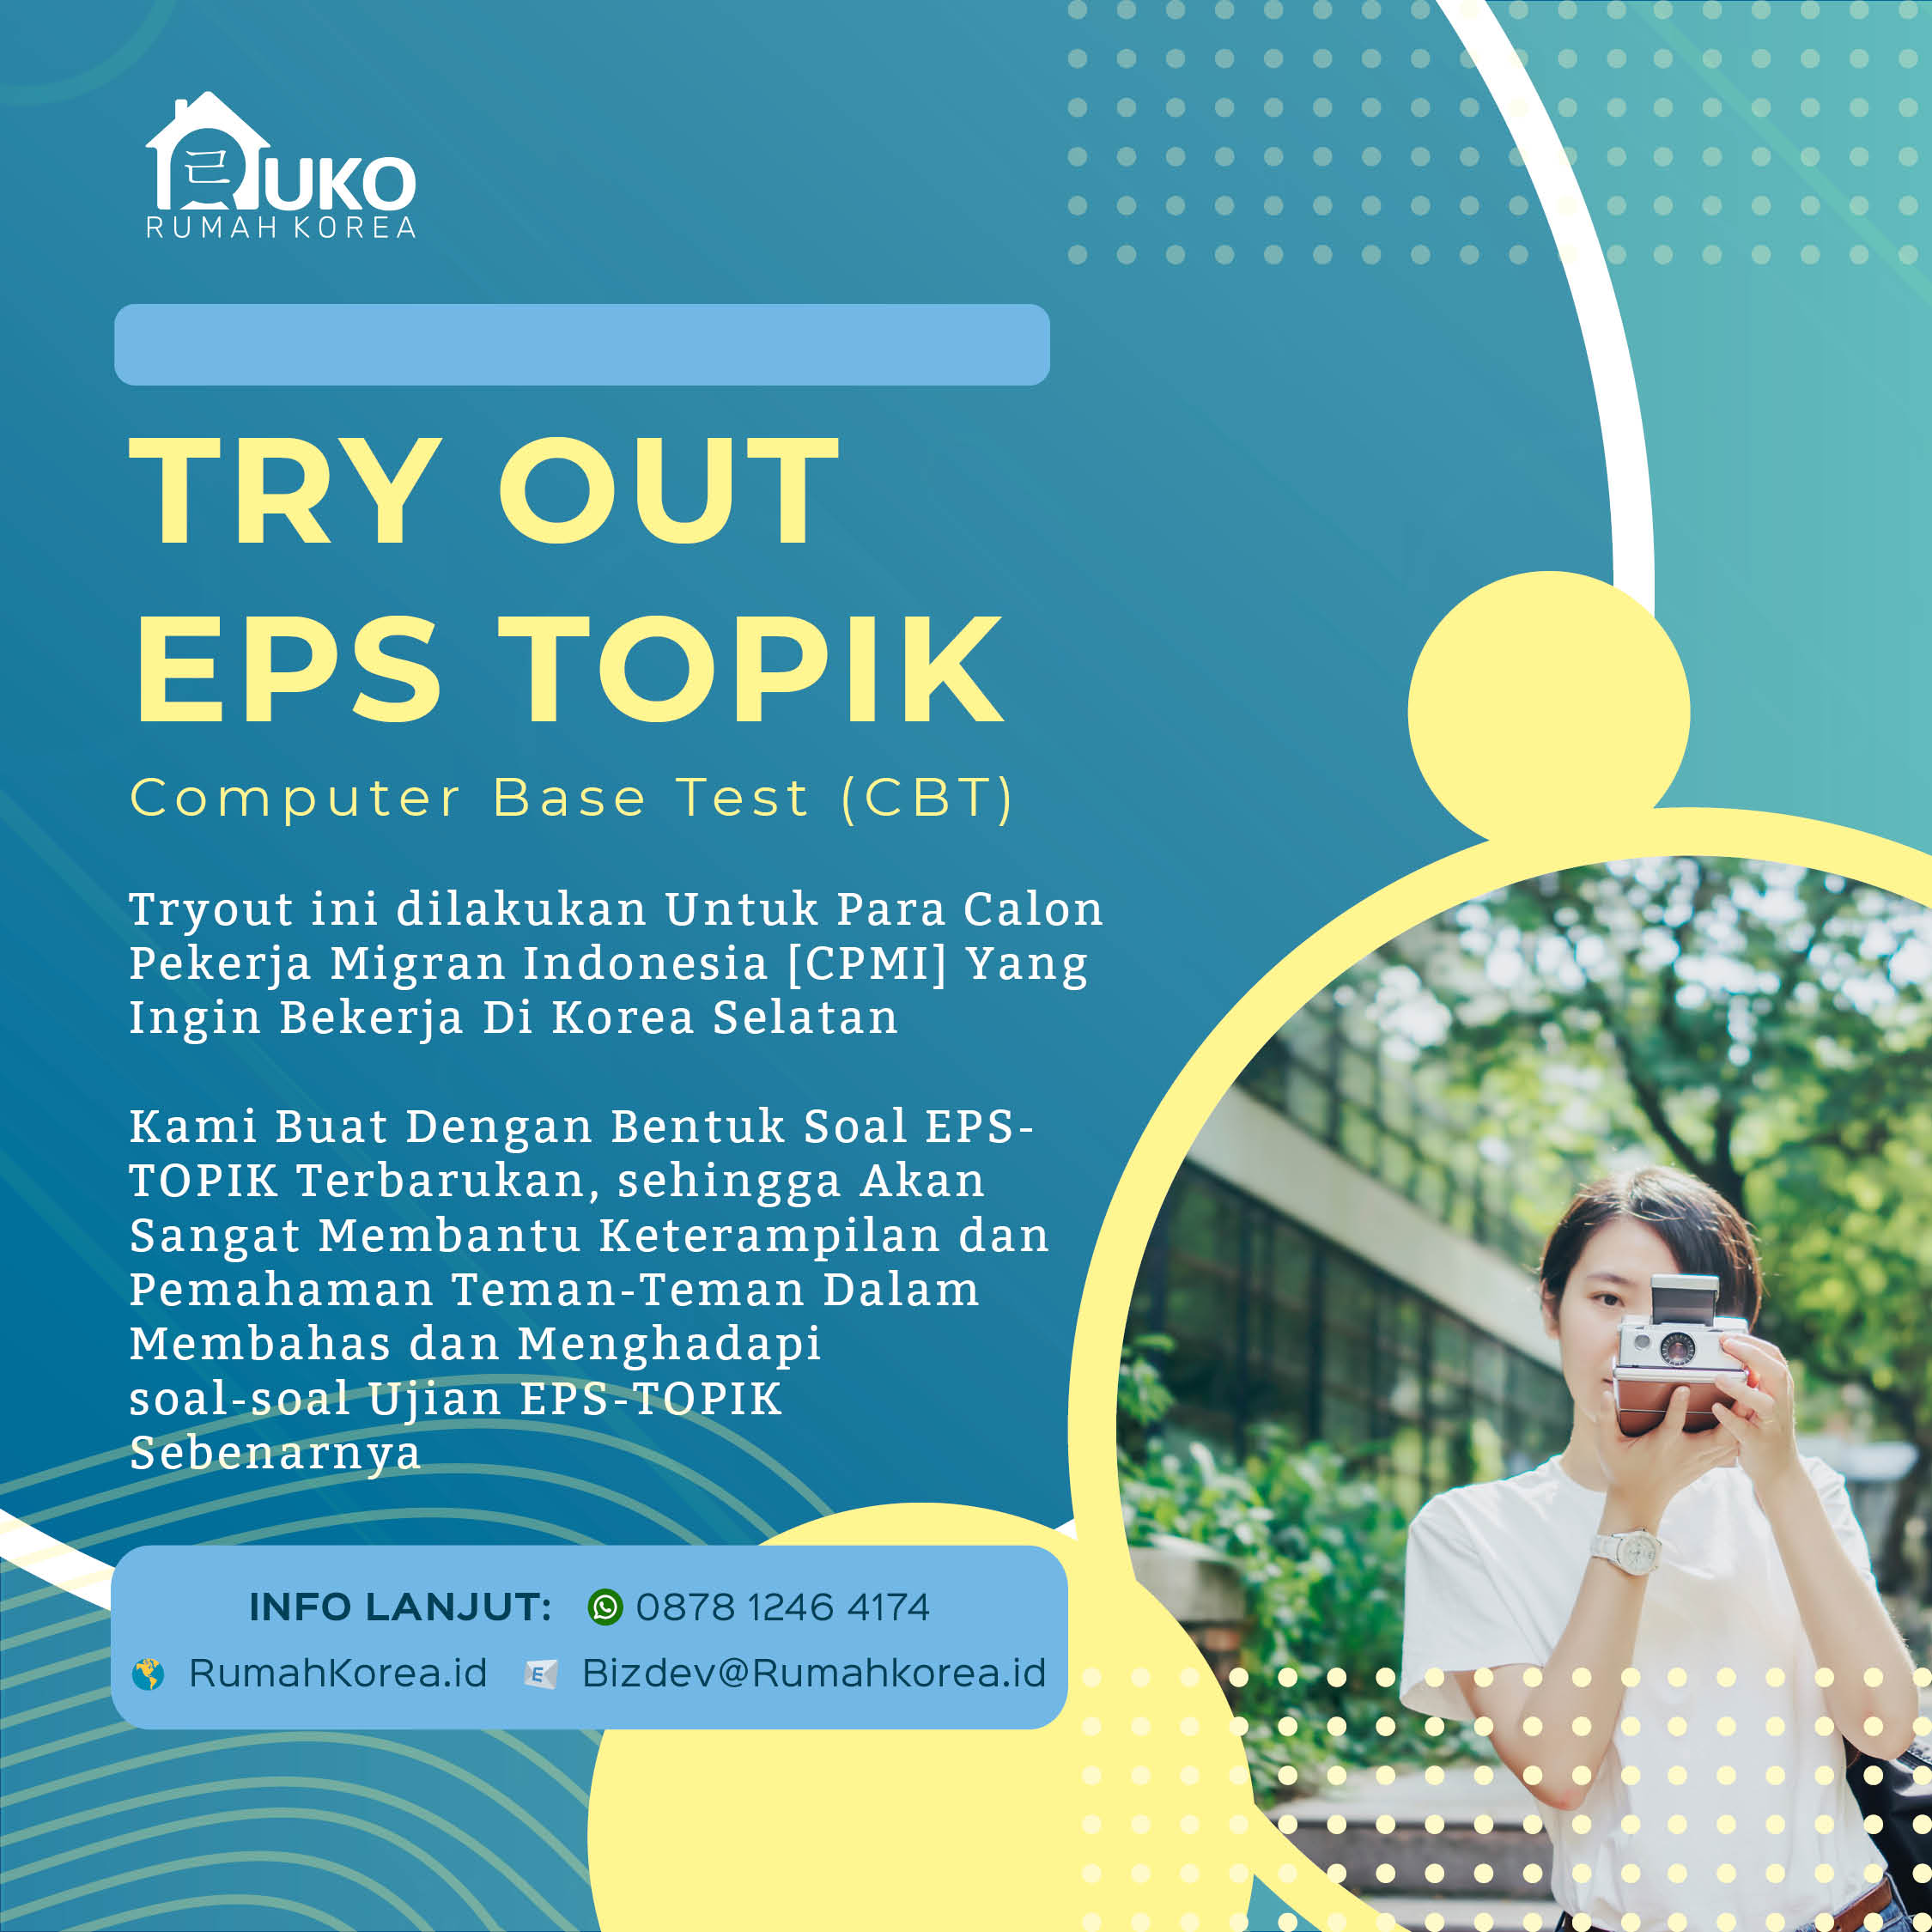 RUKO
RUMAH KOREA
TRY OUT
EPS TOPIK
Computer Base Test (CBT)
Tryout ini dilakukan Untuk Para Calon
Pekerja Migran Indonesia [CPMI] Yang
Ingin Bekerja Di Korea Selatan
Kami Buat Dengan Bentuk Soal EPS-
TOPIK Terbarukan, sehingga Akan
Sangat Membantu Keterampilan dan
Pemahaman Teman-Teman Dalam
Membahas dan Menghadapi
soal-soal Ujian EPS-TOPIK
Sebenarnya
INFO LANJUT: 0878 1246 4174
RumahKorea.id Bizdev@Rumahkorea.id